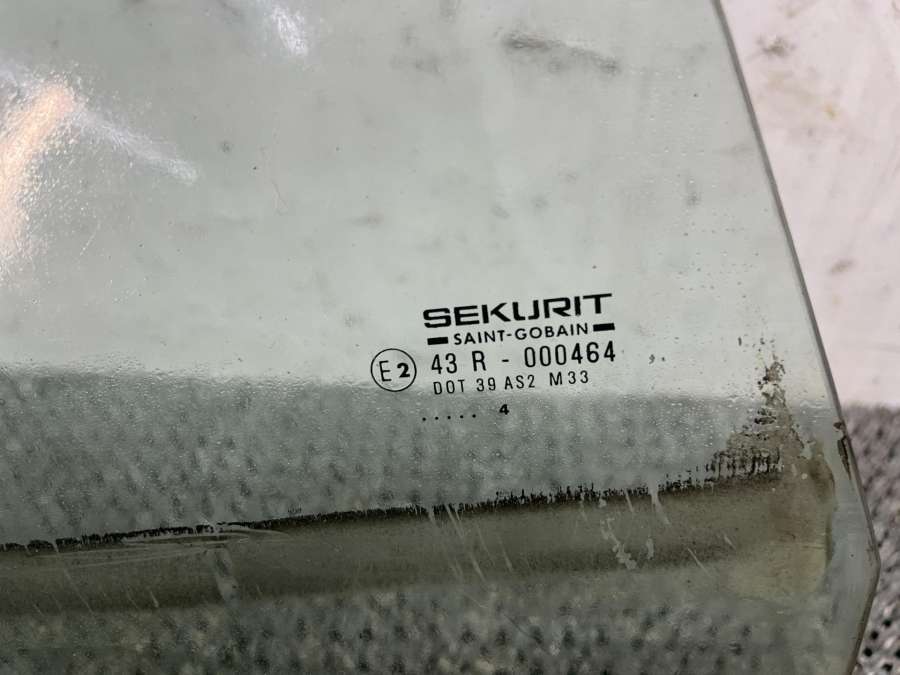 SEKURIT
SAINT-GOBAIN
E2 43 R - 000464
DOT 39 AS2 M33
..... 4